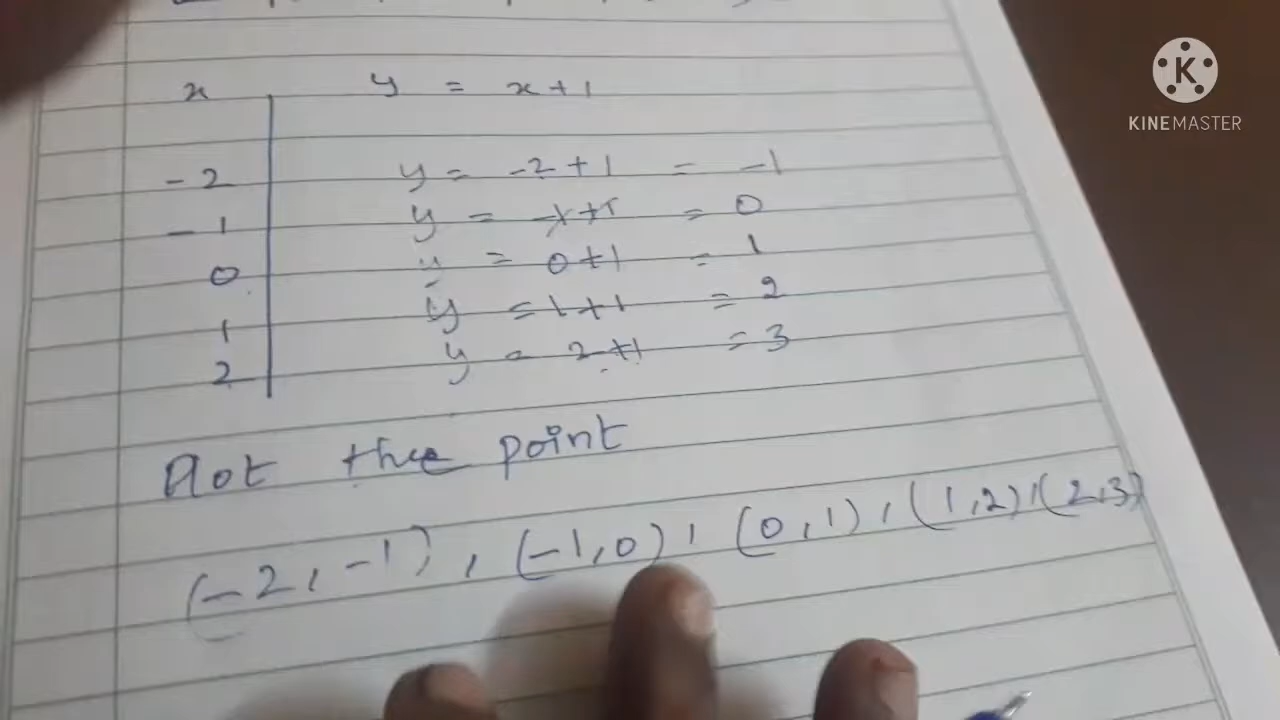 x y = x+1
-2 y = -2+1 = -1
-1 y = -1+1 = 0
0 y = 0+1 = 1
1 y = 1+1 = 2
2 y = 2+1 = 3
Plot the point
(-2, -1), (-1,0), (0,1), (1,2), (2,3)
K
KINEMASTER